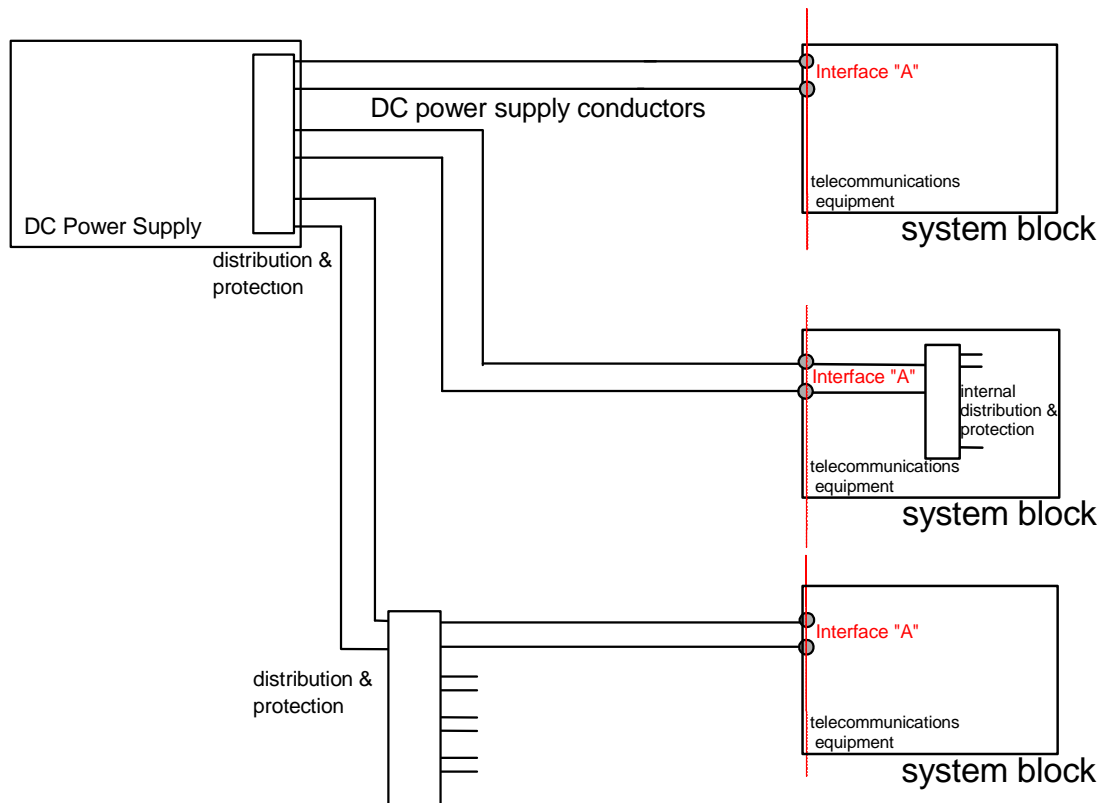 Interface "A"
DC power supply conductors
telecommunications
equipment
system block
DC Power Supply
distribution &
protection
Interface "A"
internal
distribution &
protection
telecommunications
equipment
system block
Interface "A"
distribution &
protection
telecommunications
equipment
system block